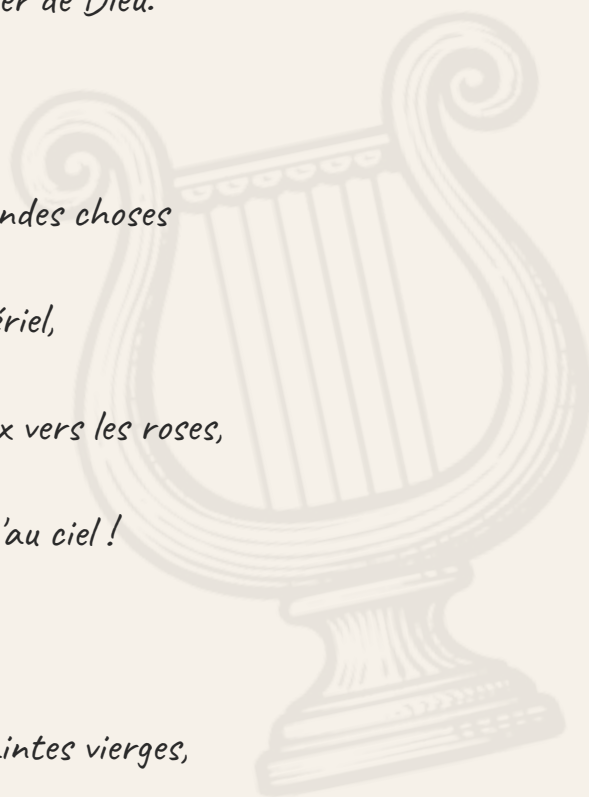 er de Dieu.
ndes choses
ériel,
x vers les roses,
'au ciel !
intes vierges,